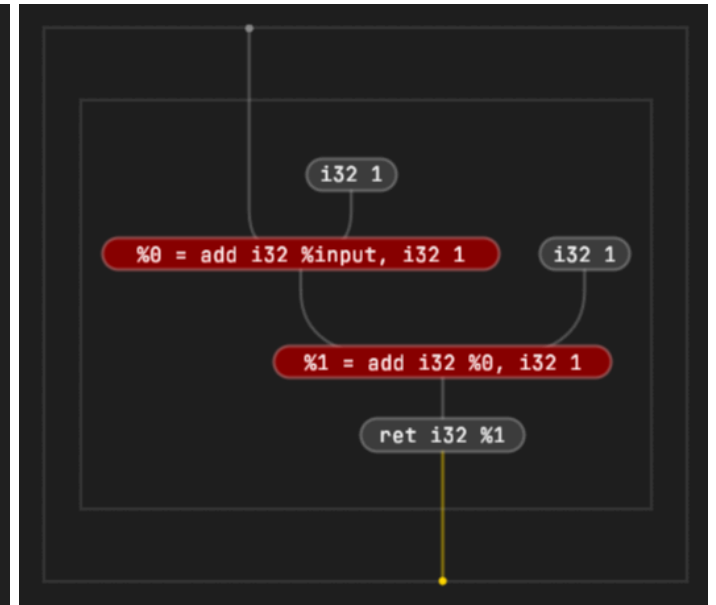 i32 1
%0 = add i32 %input, i32 1
i32 1
%1 = add i32 %0, i32 1
ret i32 %1